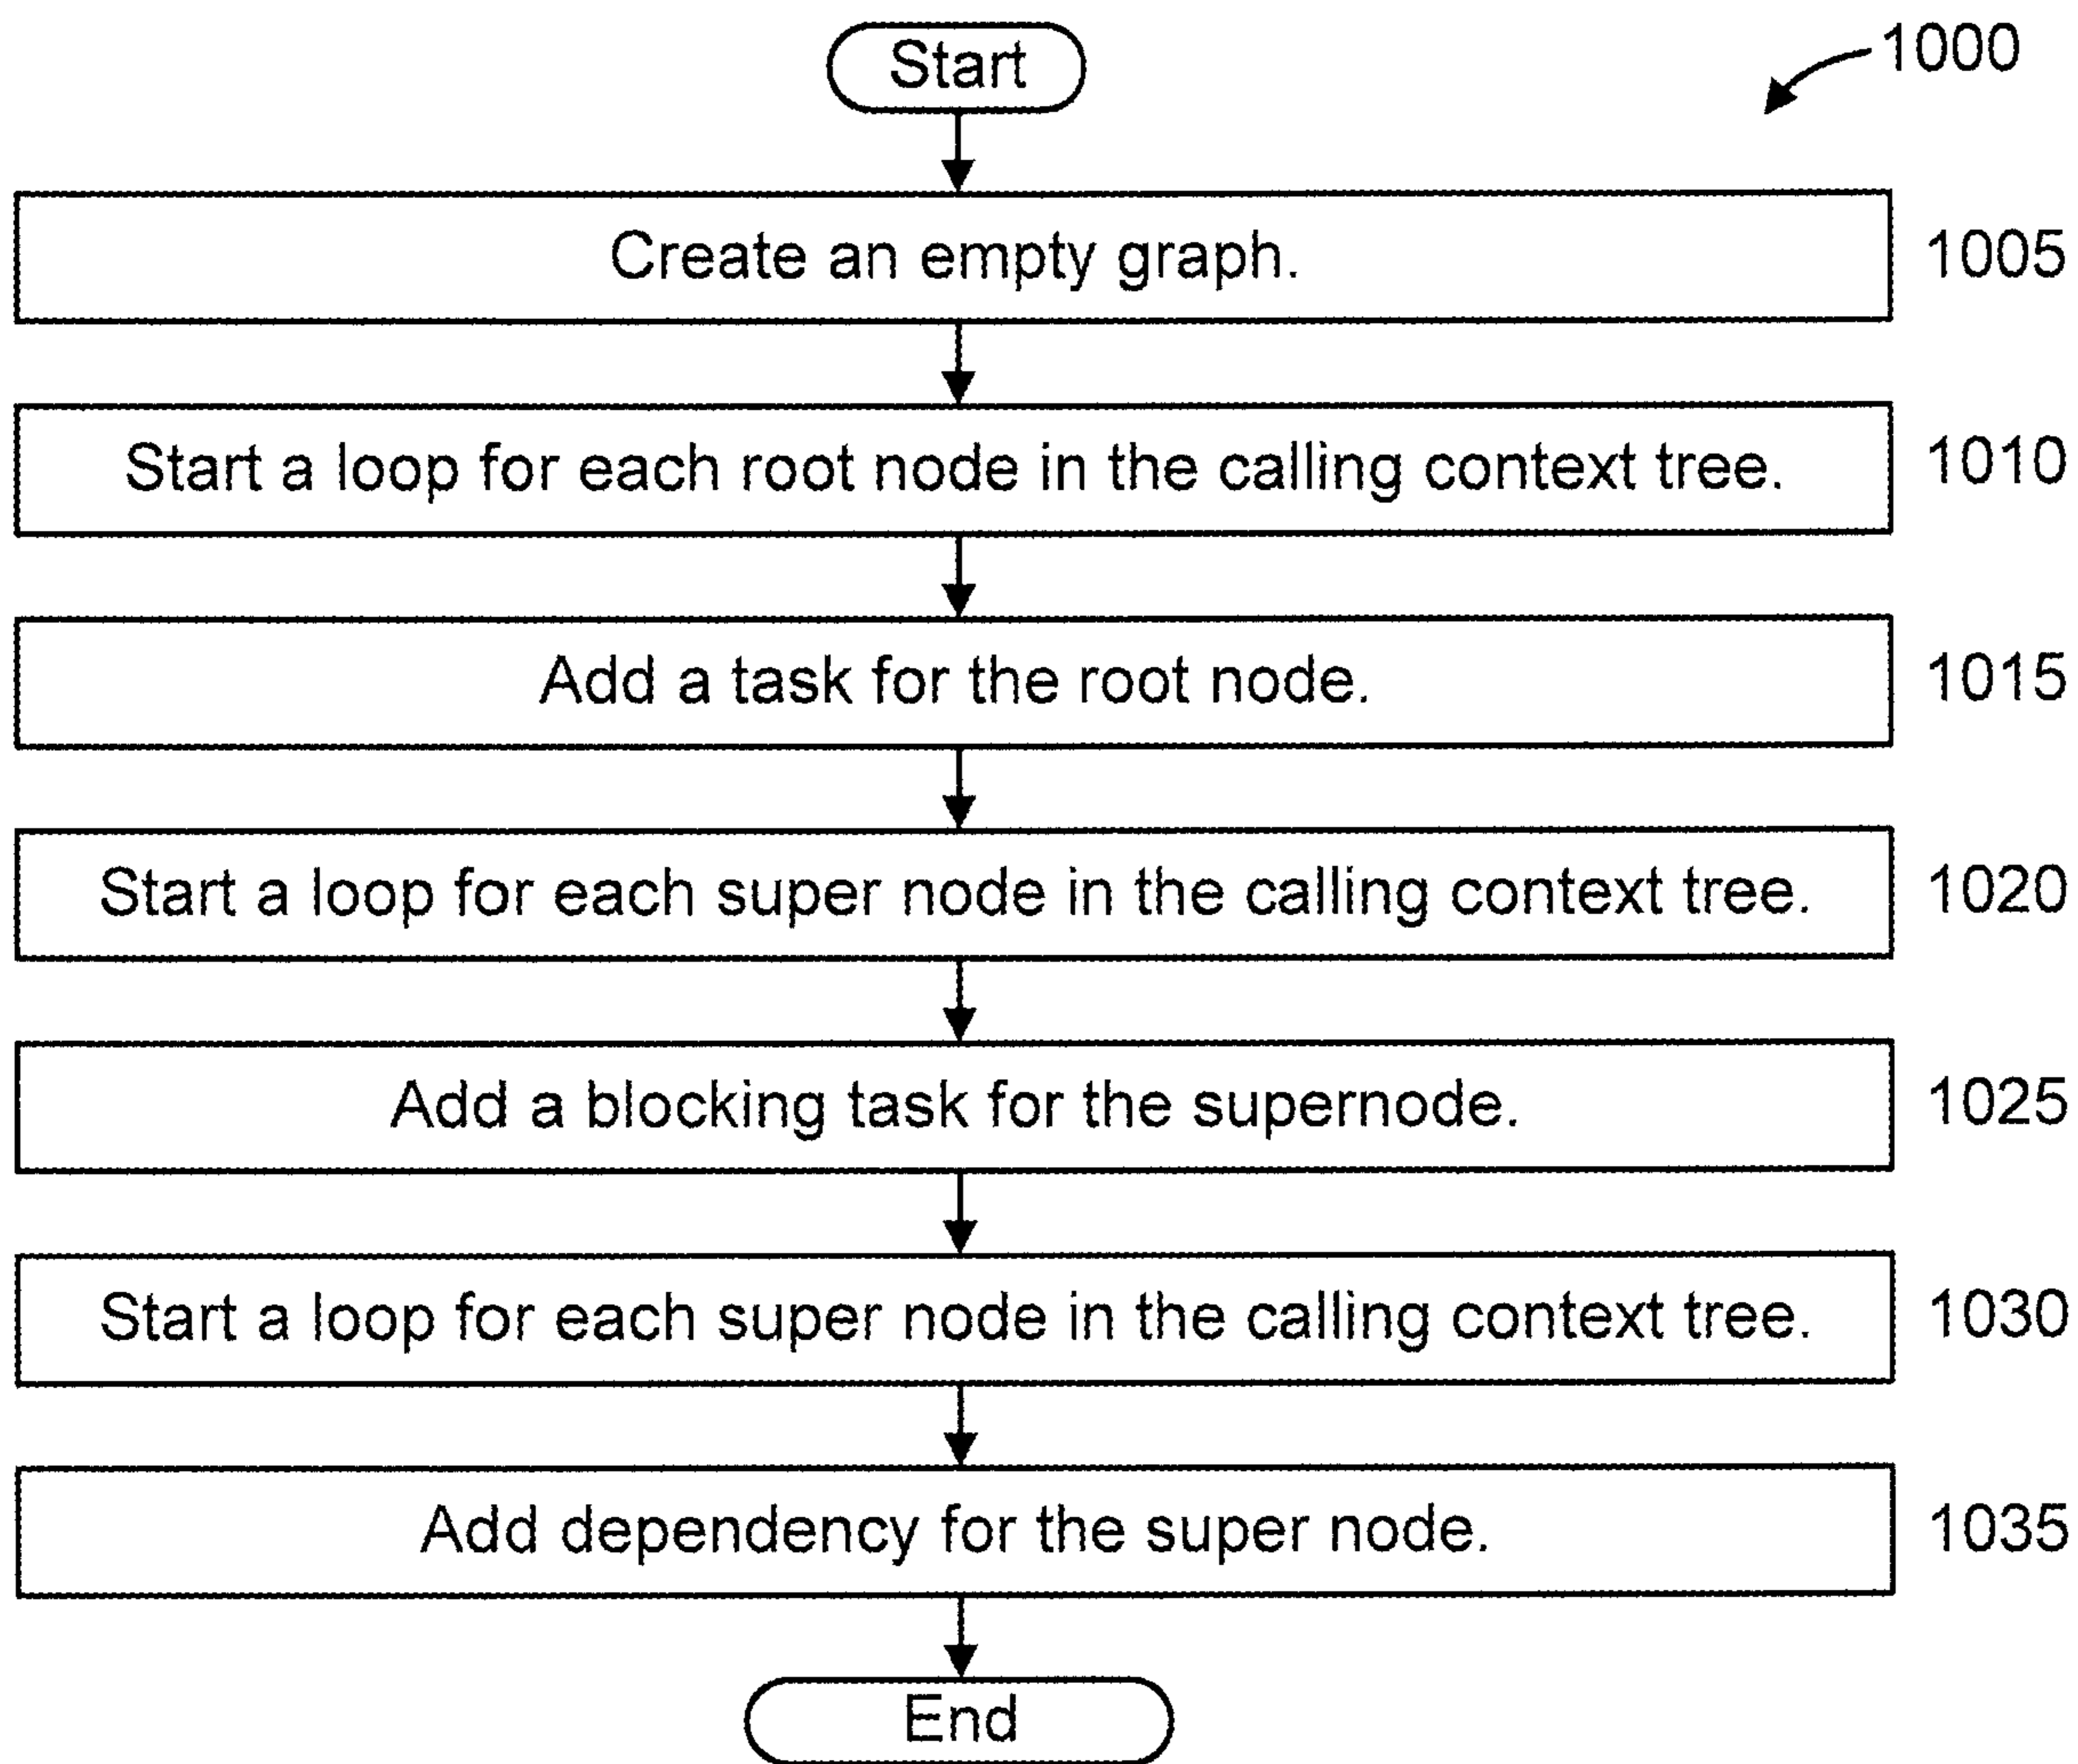 Start
1000
Create an empty graph.
1005
Start a loop for each root node in the calling context tree.
1010
Add a task for the root node.
1015
Start a loop for each super node in the calling context tree.
1020
Add a blocking task for the supernode.
1025
Start a loop for each super node in the calling context tree.
1030
Add dependency for the super node.
1035
End